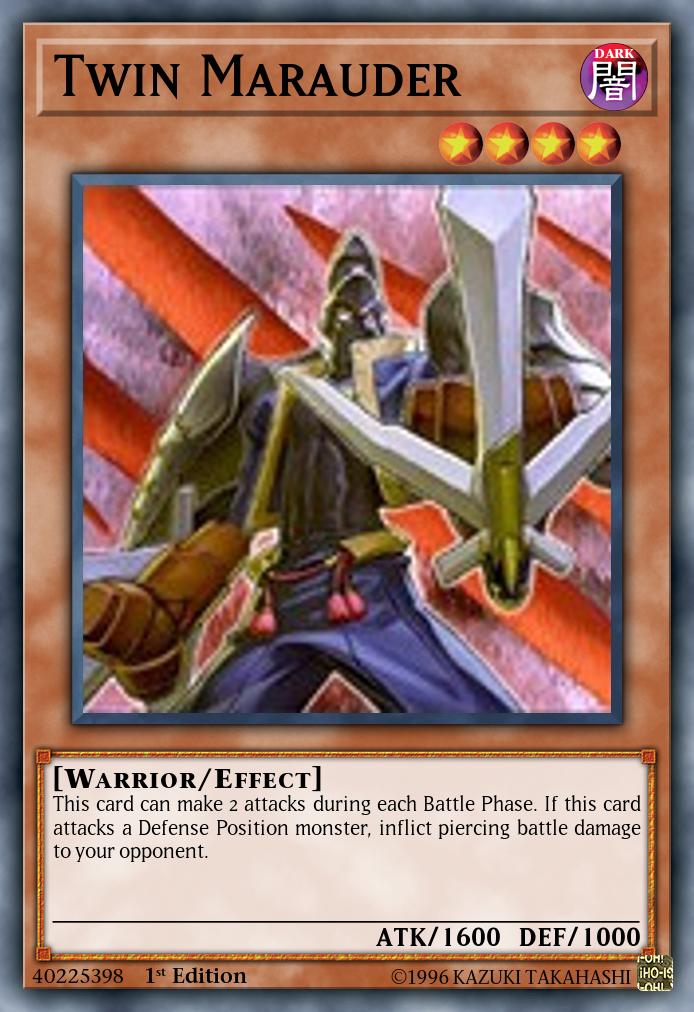 Twin Marauder
DARK
闇
[Warrior/Effect]
This card can make 2 attacks during each Battle Phase. If this card
attacks a Defense Position monster, inflict piercing battle damage
to your opponent.
ATK/1600 DEF/1000
40225398 1st Edition ©1996 KAZUKI TAKAHASHI